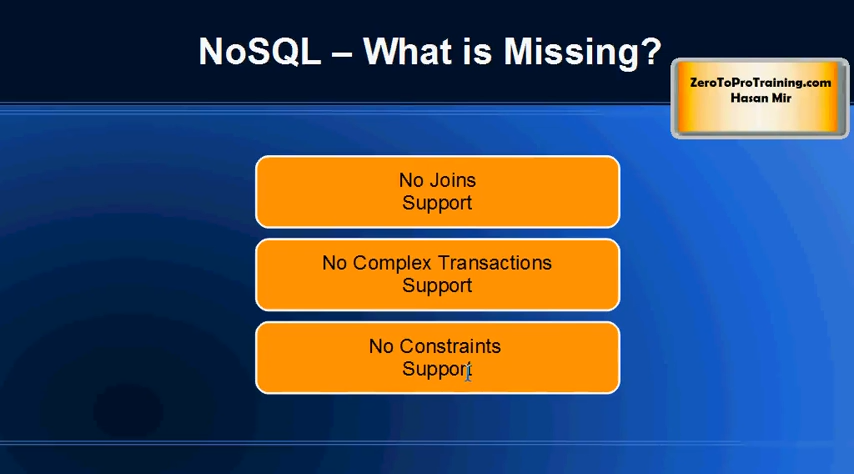 NoSQL – What is Missing?
ZeroToProTraining.com
Hasan Mir
No Joins
Support
No Complex Transactions
Support
No Constraints
Support